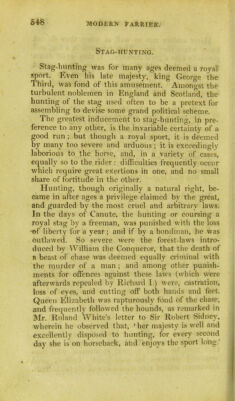 548
MODERN FARRIER.
STAG-HUNTING.
Stag-hunting was for many ages deemed a royal
sport. Even his late majesty, king George the
Third, was fond of this amusement. Amongst the
turbulent noblemen in England and Scotland, the
hunting of the stag used often to be a pretext for
assembling to devise some grand political scheme.
The greatest inducement to stag-hunting, in pre-
ference to any other, is the invariable certainty of a
good run; but though a royal sport, it is deemed
by many too severe and arduous; it is exceedingly
laborious to the horse, and, in a variety of cases,
equally so to the rider: difficulties frequently occur
which require great exertions in one, and no small
share of fortitude in the other.
Hunting, though originally a natural right, be-
came in after ages a privilege claimed by the great,
and guarded by the most cruel and arbitrary laws.
In the days of Canute, the hunting or coursing a
royal stag by a freeman, was punished with the loss
of liberty for a year; and if by a bondman, he was
outlawed. So severe were the forest-laws intro-
duced by William the Conqueror, that the death of
a beast of chase was deemed equally criminal with
the murder of a man; and among other punish-
ments for offences against these laws (which were
afterwards repealed by Richard I.) were, castration,
loss of eyes, and cutting off both hands and feet.
Queen Elizabeth was rapturously fond of the chase,
and frequently followed the hounds, as remarked in
Mr. Roland White's letter to Sir Robert Sidney,
wherein he observed that, 'her majesty is well and
excellently disposed to hunting, for every second
day she is on horseback, and enjoys the sport long.'